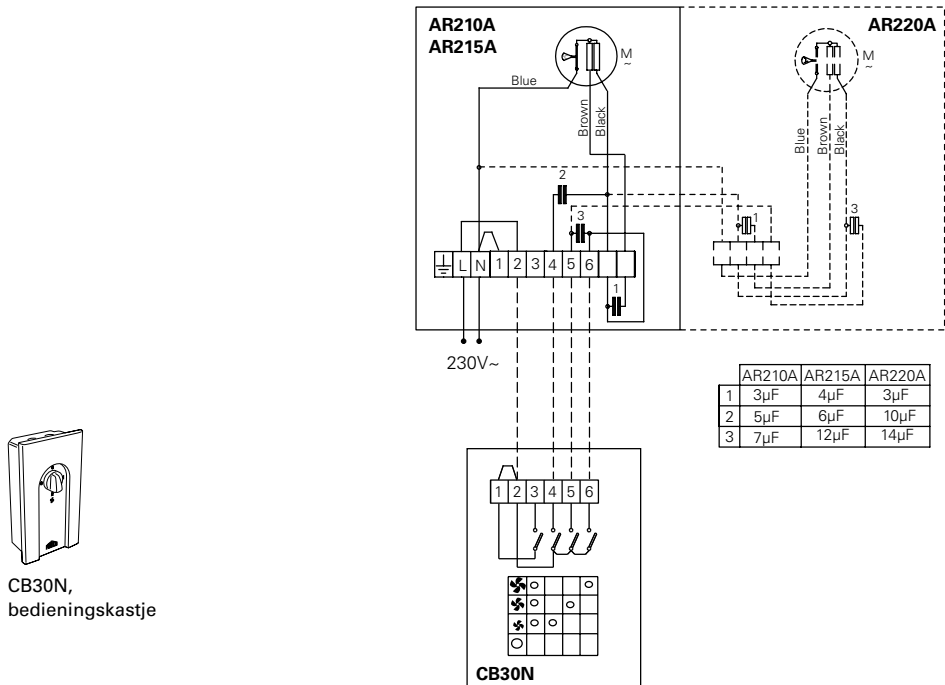 AR210A
AR215A
AR220A
M
~
M
~
Blue
Brown
Black
Blue
Brown
Black
2
3
1
3
L N 1 2 3 4 5 6
1
230V~
AR210A AR215A AR220A
1 3µF 4µF 3µF
2 5µF 6µF 10µF
3 7µF 12µF 14µF
1 2 3 4 5 6
CB30N
CB30N,
bedieningskastje